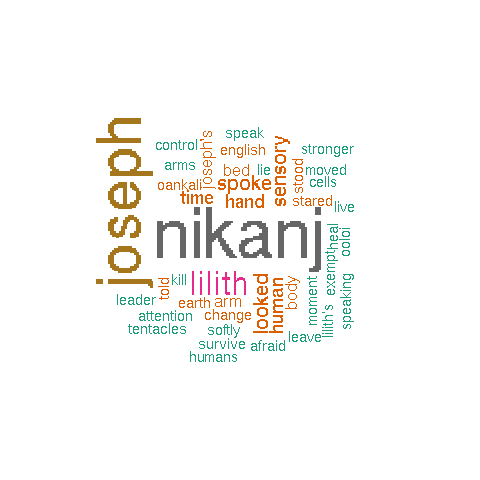 speak
control
joseph's
english
sensory
stronger
arms
bed
lie
stood
moved
oankali
spoke
cells
time
hand
stared
live
joseph
nikanj
heal
ooloi
lilith
kill
told
looked
human
body
moment
exempt
speaking
leader
earth
arm
lilith's
attention
change
tentacles
softly
leave
survive
afraid
humans